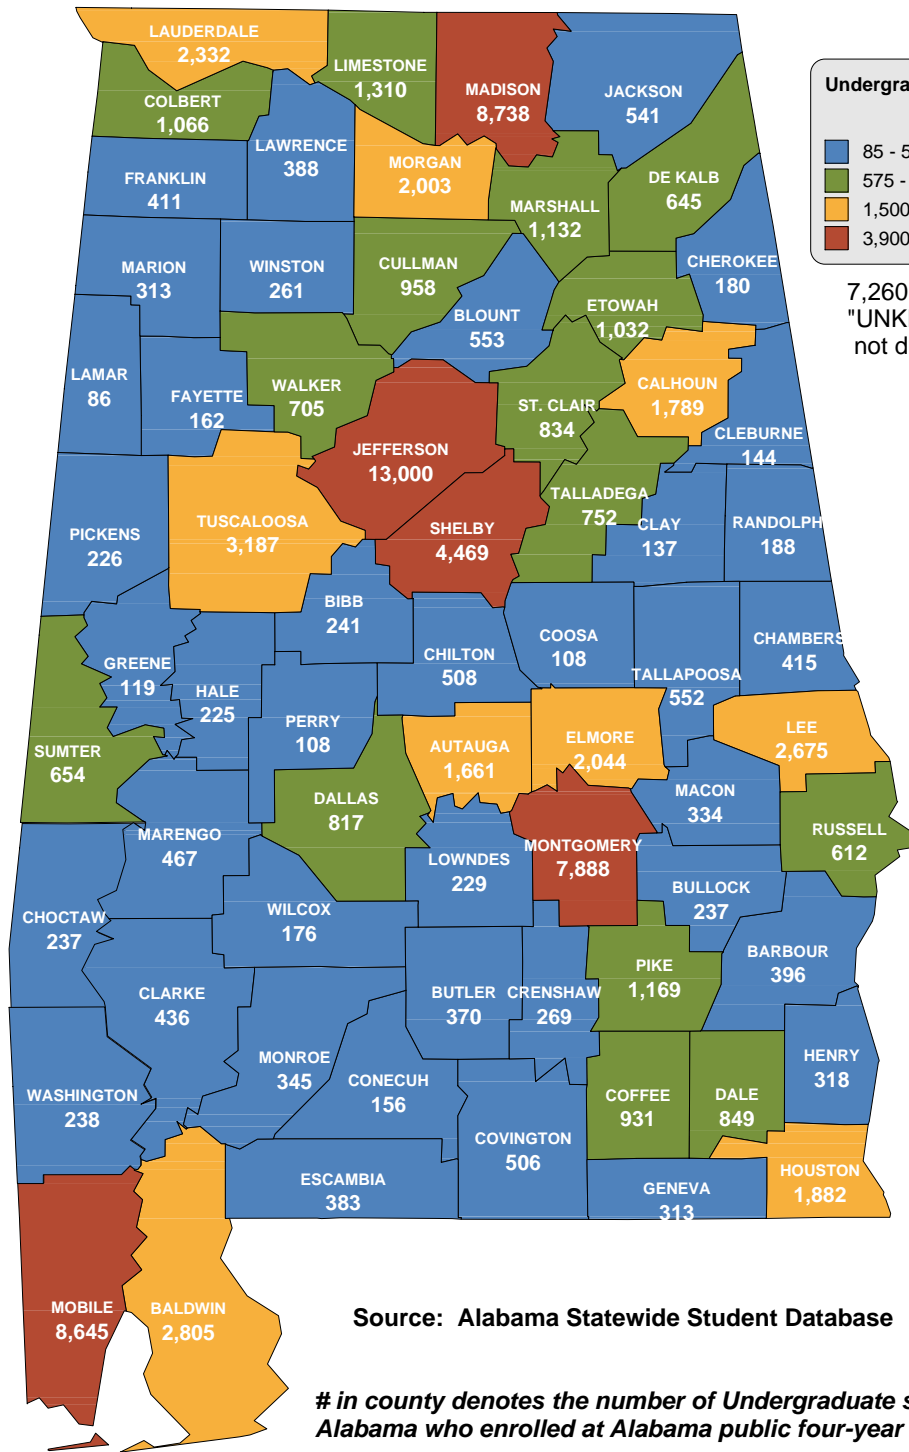 LAUDERDALE
2,332
LIMESTONE
1,310
MADISON
8,738
JACKSON
541
COLBERT
1,066
LAWRENCE
388
MORGAN
2,003
FRANKLIN
411
MARSHALL
1,132
DE KALB
645
MARION
313
WINSTON
261
CULLMAN
958
CHEROKEE
180
BLOUNT
553
ETOWAH
1,032
LAMAR
86
FAYETTE
162
WALKER
705
ST. CLAIR
834
CALHOUN
1,789
CLEBURNE
144
JEFFERSON
13,000
TALLADEGA
752
PICKENS
226
TUSCALOOSA
3,187
SHELBY
4,469
CLAY
137
RANDOLPH
188
BIBB
241
GREENE
119
HALE
225
CHILTON
508
COOSA
108
TALLAPOOSA
552
CHAMBERS
415
PERRY
108
SUMTER
654
AUTAUGA
1,661
ELMORE
2,044
LEE
2,675
DALLAS
817
MACON
334
RUSSELL
612
MARENGO
467
LOWNDES
229
MONTGOMERY
7,888
BULLOCK
237
CHOCTAW
237
WILCOX
176
BARBOUR
396
CLARKE
436
BUTLER
370
CRENSHAW
269
PIKE
1,169
MONROE
345
CONECUH
156
HENRY
318
WASHINGTON
238
COFFEE
931
DALE
849
COVINGTON
506
ESCAMBIA
383
GENEVA
313
HOUSTON
1,882
MOBILE
8,645
BALDWIN
2,805
Undergra
85 - 5
575 -
1,500
3,900
7,260
"UNK
not d
Source: Alabama Statewide Student Database
# in county denotes the number of Undergraduate s
Alabama who enrolled at Alabama public four-year